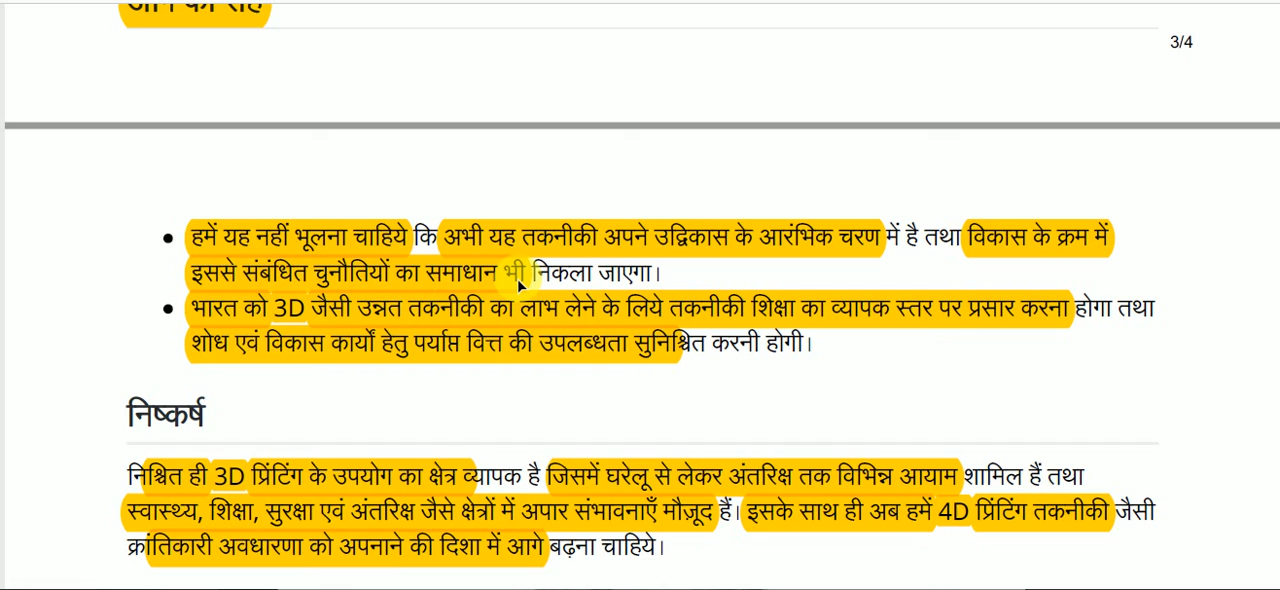 3/4
हमें यह नहीं भूलना चाहिये कि अभी यह तकनीकी अपने उद्विकास के आरंभिक चरण में है तथा विकास के क्रम में
इससे संबंधित चुनौतियों का समाधान भी निकला जाएगा।
भारत को 3D जैसी उन्नत तकनीकी का लाभ लेने के लिये तकनीकी शिक्षा का व्यापक स्तर पर प्रसार करना होगा तथा
शोध एवं विकास कार्यों हेतु पर्याप्त वित्त की उपलब्धता सुनिश्चित करनी होगी।
निष्कर्ष
निश्चित ही 3D प्रिंटिंग के उपयोग का क्षेत्र व्यापक है जिसमें घरेलू से लेकर अंतरिक्ष तक विभिन्न आयाम शामिल हैं तथा
स्वास्थ्य, शिक्षा, सुरक्षा एवं अंतरिक्ष जैसे क्षेत्रों में अपार संभावनाएँ मौजूद हैं। इसके साथ ही अब हमें 4D प्रिंटिंग तकनीकी जैसी
क्रांतिकारी अवधारणा को अपनाने की दिशा में आगे बढ़ना चाहिये।